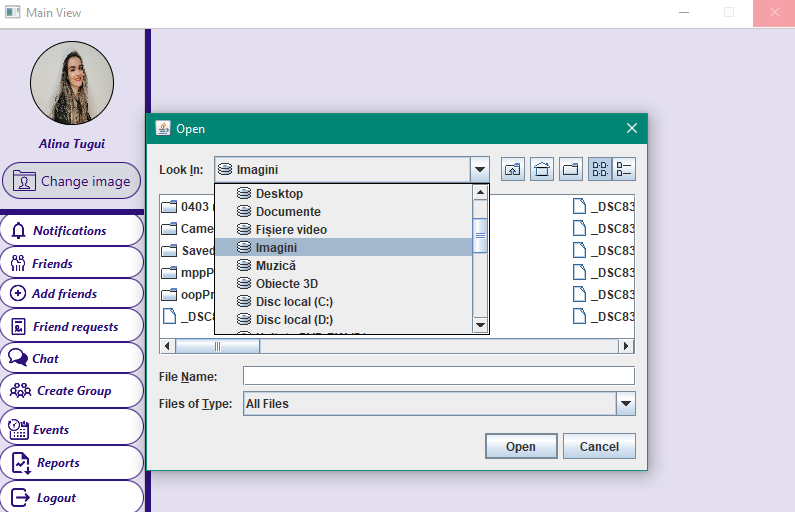 Main View
Alina Tugui
Change image
Notifications
Friends
Add friends
Friend requests
Chat
Create Group
Events
Reports
Logout
Open
Look In:
Imagini
Desktop
Documente
Fișiere video
Imagini
Muzică
Obiecte 3D
Disc local (C:)
Disc local (D:)
0403
Came
Saved
mppPr
oopPr
_DSC
_DSC83
_DSC83
_DSC83
_DSC83
_DSC83
_DSC83
File Name:
Files of Type:
All Files
Open
Cancel